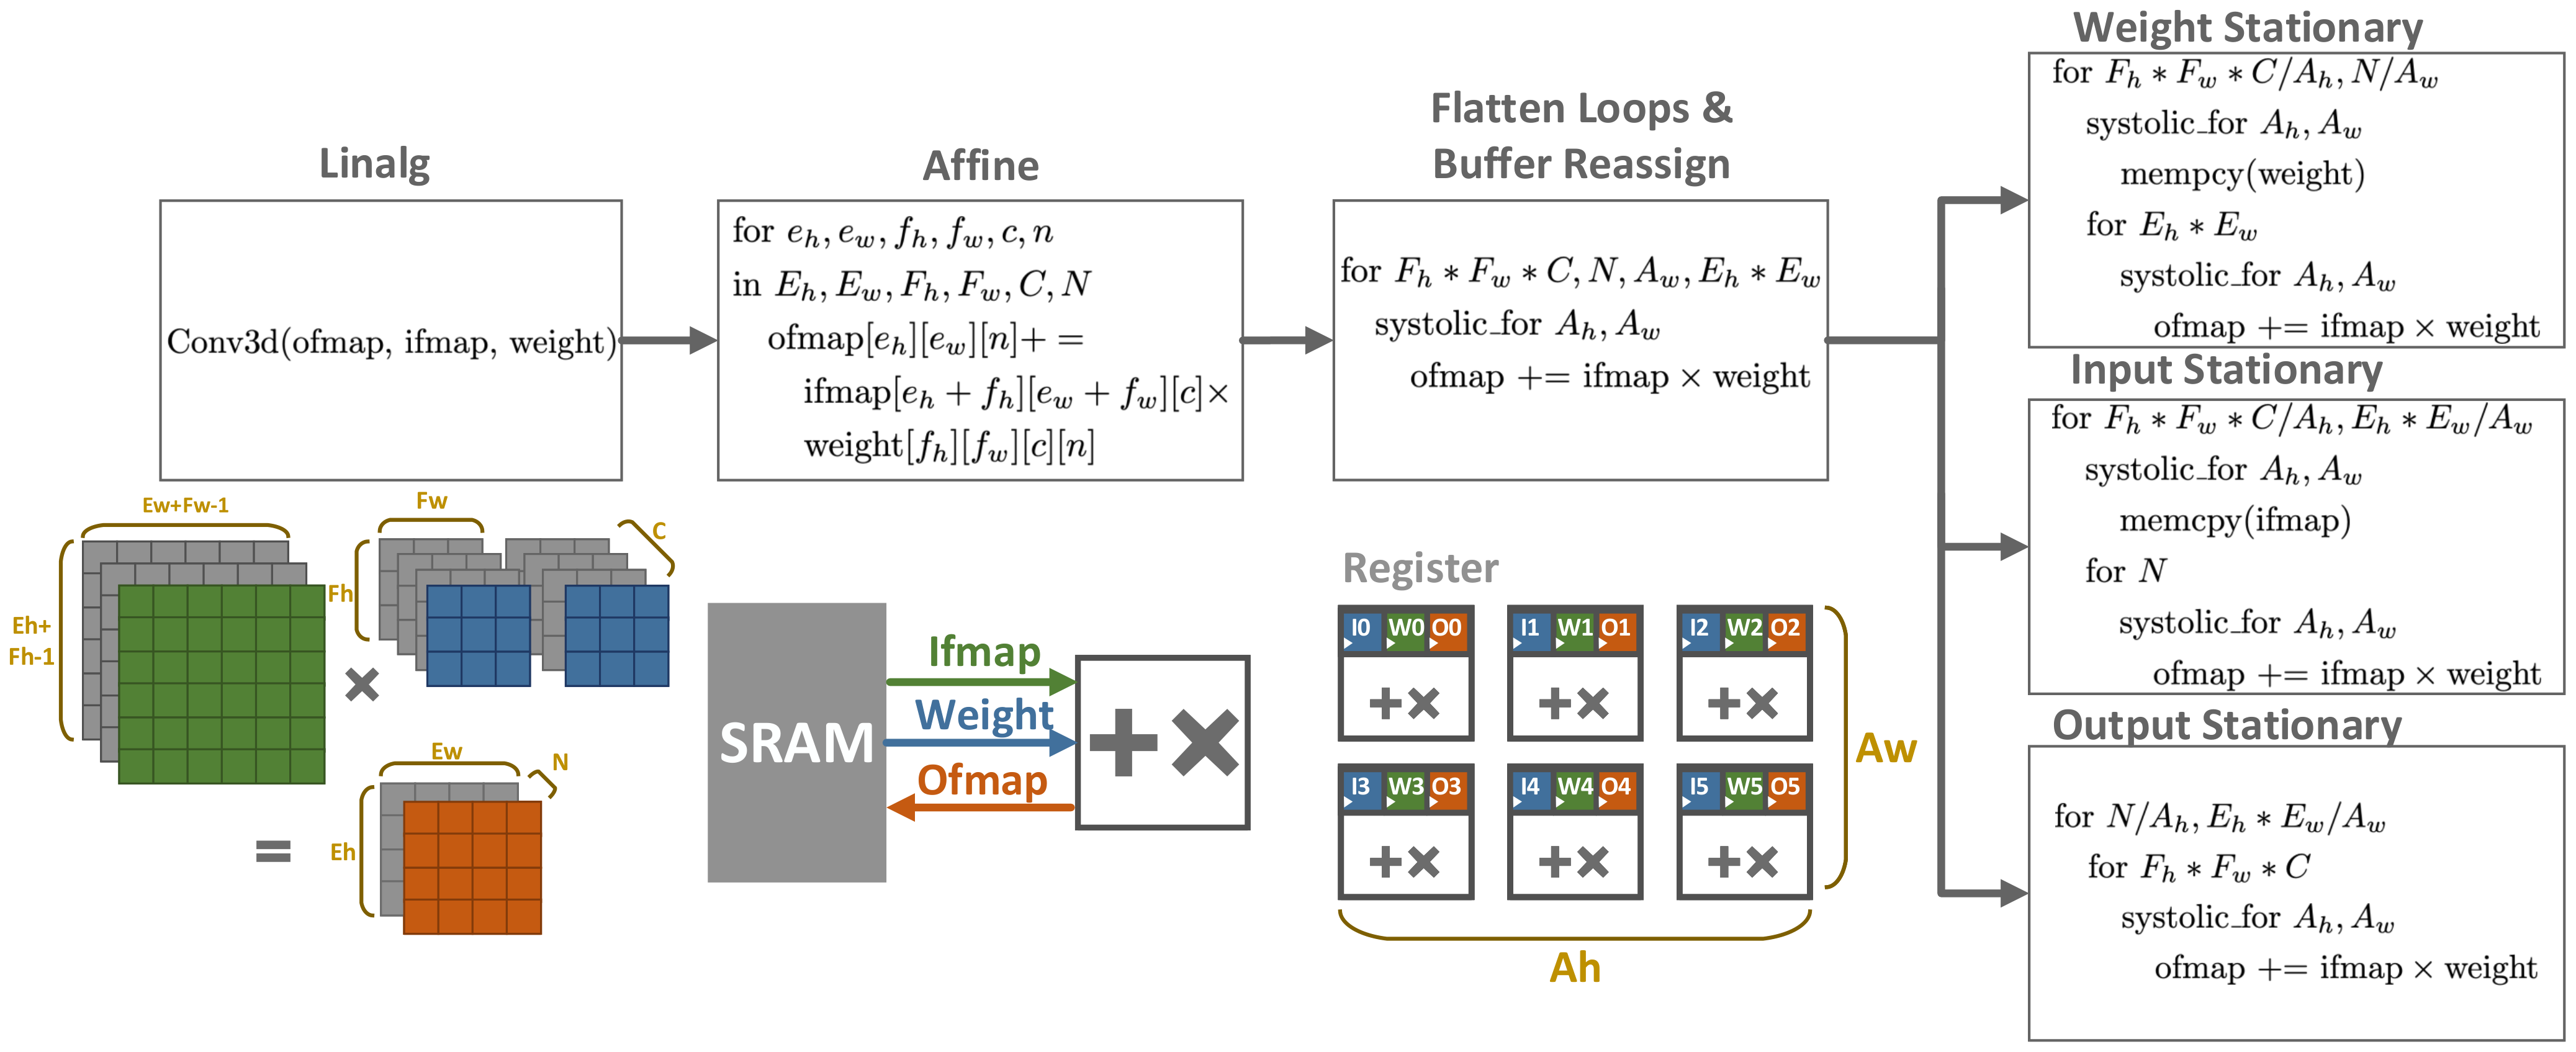 Linalg
Conv3d(ofmap, ifmap, weight)
Affine
for e_h, e_w, f_h, f_w, c, n
in E_h, E_w, F_h, F_w, C, N
ofmap[e_h][e_w][n]+ =
ifmap[e_h + f_h][e_w + f_w][c]×
weight[f_h][f_w][c][n]
Flatten Loops &
Buffer Reassign
for F_h * F_w * C, N, A_w, E_h * E_w
systolic_for A_h, A_w
ofmap += ifmap × weight
Weight Stationary
for F_h * F_w * C/A_h, N/A_w
systolic_for A_h, A_w
mempcy(weight)
for E_h * E_w
systolic_for A_h, A_w
ofmap += ifmap × weight
Input Stationary
for F_h * F_w * C/A_h, E_h * E_w/A_w
systolic_for A_h, A_w
memcpy(ifmap)
for N
systolic_for A_h, A_w
ofmap += ifmap × weight
Output Stationary
for N/A_h, E_h * E_w/A_w
for F_h * F_w * C
systolic_for A_h, A_w
ofmap += ifmap × weight
Ew+Fw-1
Eh+
Fh-1
Fw
Fh
C
×
=
Ew
N
Eh
SRAM
Ifmap
Weight
Ofmap
+ ×
Register
I0 W0 O0
+×
I1 W1 O1
+×
I2 W2 O2
+×
I3 W3 O3
+×
I4 W4 O4
+×
I5 W5 O5
+×
Aw
Ah